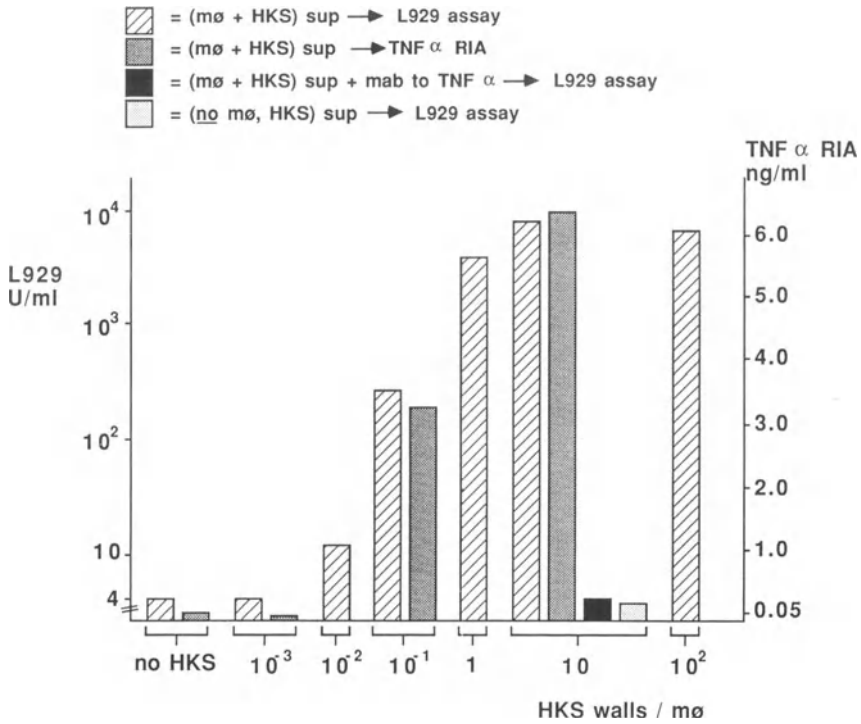 = (mø + HKS) sup → L929 assay
= (mø + HKS) sup → TNF α RIA
= (mø + HKS) sup + mab to TNF α → L929 assay
= (no mø, HKS) sup → L929 assay
TNF α RIA
ng/ml
L929
U/ml
10⁴
10³
10²
10
4
6.0
5.0
4.0
3.0
2.0
1.0
0.05
no HKS
10⁻³
10⁻²
10⁻¹
1
10
10²
HKS walls / mø